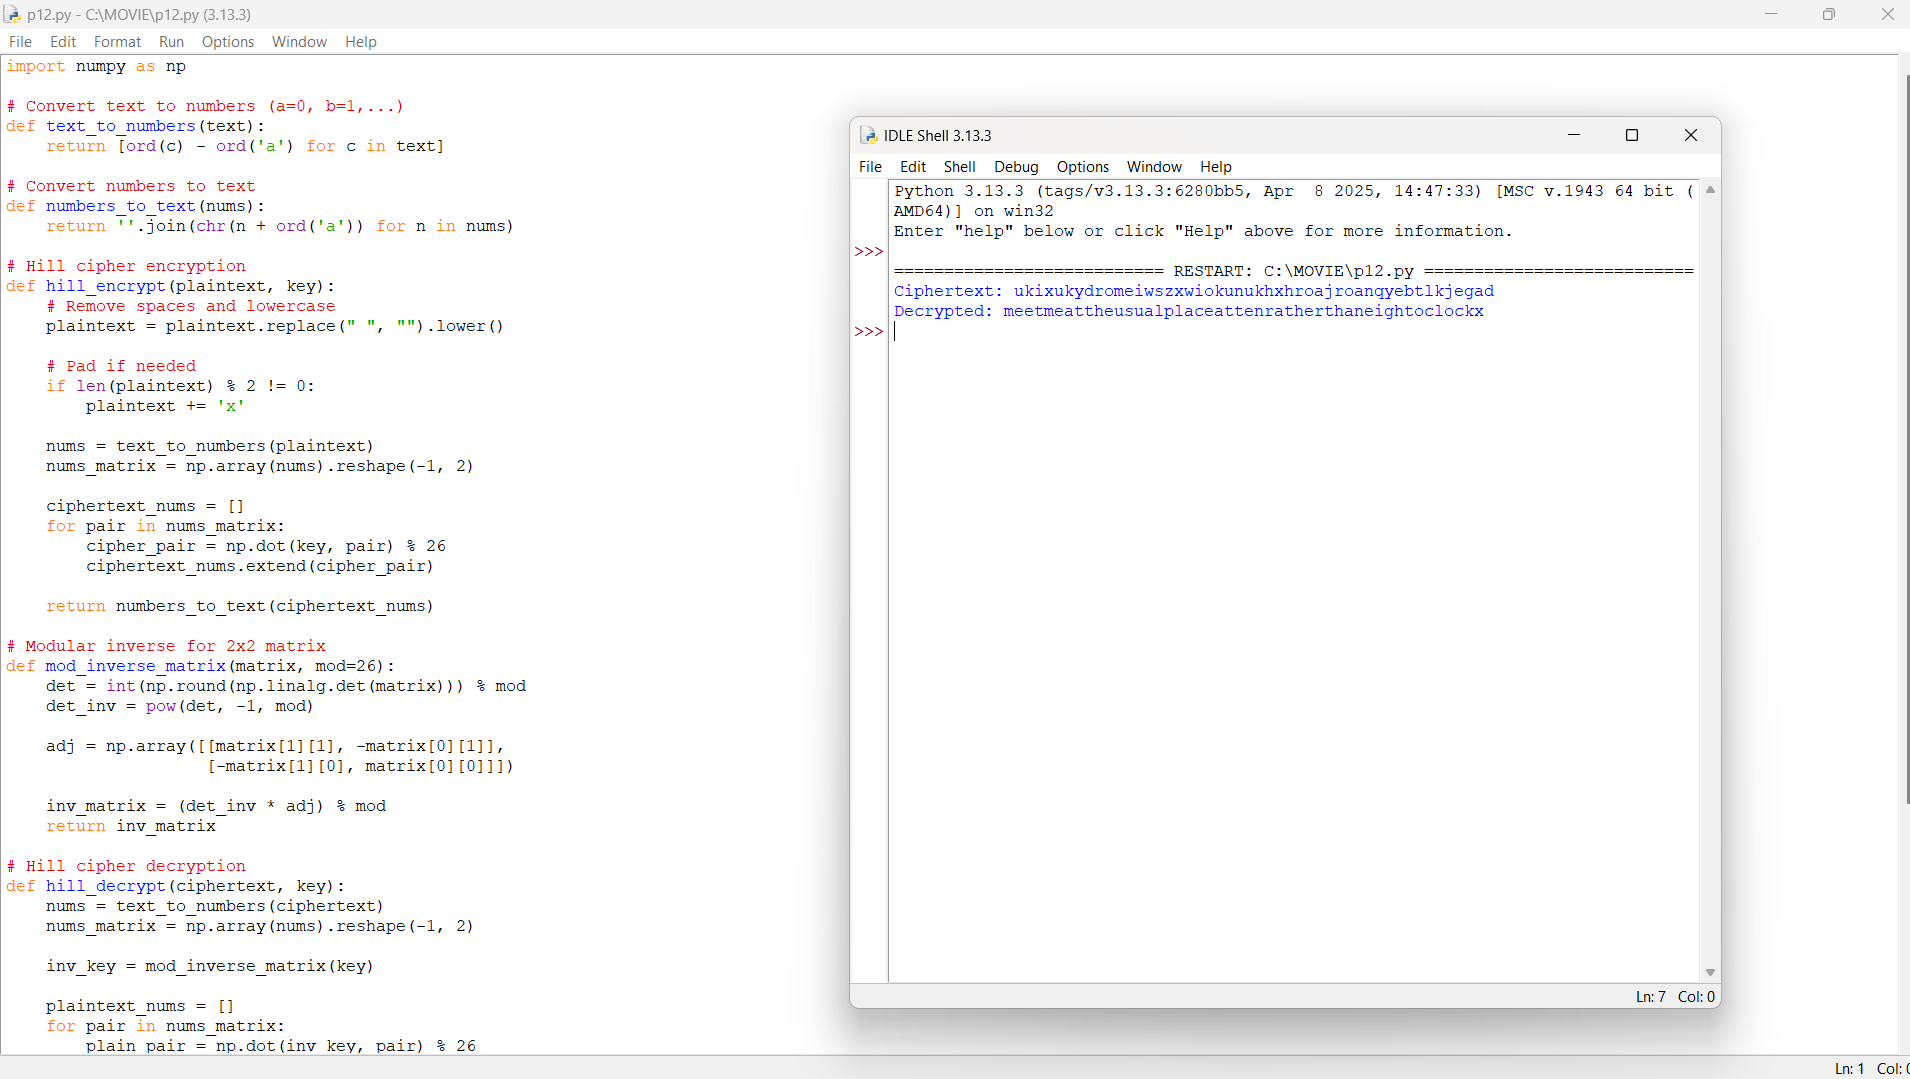 p12.py - C:\MOVIE\p12.py (3.13.3)
File Edit Format Run Options Window Help
import numpy as np
# Convert text to numbers (a=0, b=1,...)
def text_to_numbers(text):
    return [ord(c) - ord('a') for c in text]
# Convert numbers to text
def numbers_to_text(nums):
    return ''.join(chr(n + ord('a')) for n in nums)
# Hill cipher encryption
def hill_encrypt(plaintext, key):
    # Remove spaces and lowercase
    plaintext = plaintext.replace(" ", "").lower()
    # Pad if needed
    if len(plaintext) % 2 != 0:
        plaintext += 'x'
    nums = text_to_numbers(plaintext)
    nums_matrix = np.array(nums).reshape(-1, 2)
    ciphertext_nums = []
    for pair in nums_matrix:
        cipher_pair = np.dot(key, pair) % 26
        ciphertext_nums.extend(cipher_pair)
    return numbers_to_text(ciphertext_nums)
# Modular inverse for 2x2 matrix
def mod_inverse_matrix(matrix, mod=26):
    det = int(np.round(np.linalg.det(matrix))) % mod
    det_inv = pow(det, -1, mod)
    adj = np.array([[matrix[1][1], -matrix[0][1]],
                    [-matrix[1][0], matrix[0][0]]])
    inv_matrix = (det_inv * adj) % mod
    return inv_matrix
# Hill cipher decryption
def hill_decrypt(ciphertext, key):
    nums = text_to_numbers(ciphertext)
    nums_matrix = np.array(nums).reshape(-1, 2)
    inv_key = mod_inverse_matrix(key)
    plaintext_nums = []
    for pair in nums_matrix:
        plain_pair = np.dot(inv_key, pair) % 26
Ln: 1 Col: 0
IDLE Shell 3.13.3
File Edit Shell Debug Options Window Help
Python 3.13.3 (tags/v3.13.3:6280bb5, Apr  8 2025, 14:47:33) [MSC v.1943 64 bit (
AMD64)] on win32
Enter "help" below or click "Help" above for more information.
>>>
=========================== RESTART: C:\MOVIE\p12.py ===========================
Ciphertext: ukixukydromeiwszxwiokunukhxhroajroanqyebtlkjegad
Decrypted: meetmeattheusualplaceattenratherthaneightoclockx
>>>
Ln: 7 Col: 0